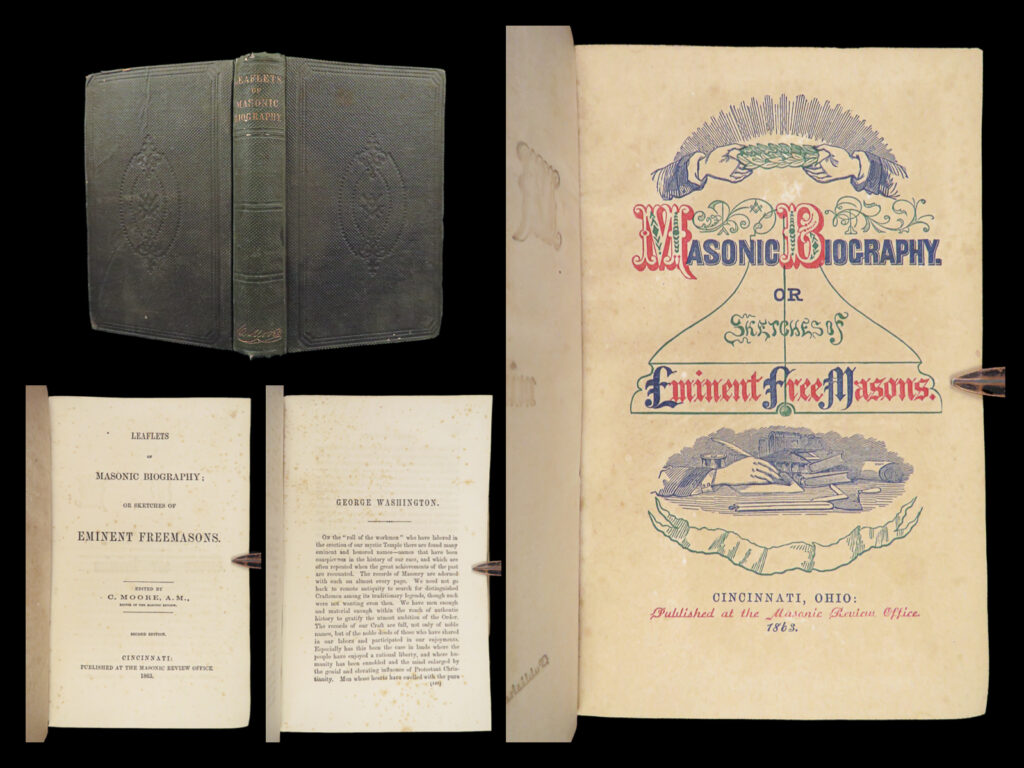 LEAFLETS
OF
MASONIC
BIOGRAPHY
LEAFLETS
OF
MASONIC BIOGRAPHY;
OR SKETCHES OF
EMINENT FREEMASONS.
EDITED BY
C. MOORE, A.M.,
EDITOR OF THE MASONIC REVIEW.
SECOND EDITION.
CINCINNATI:
PUBLISHED AT THE MASONIC REVIEW OFFICE
1863.
GEORGE WASHINGTON.
On the "roll of the workmen" who have labored in
the erection of our mystic Temple there are found many
eminent and honored names—names that have been
conspicuous in the history of our race, and which are
often repeated when the great achievements of the past
are recounted. The records of Masonry are adorned
with such on almost every page. We need not go
back to remote antiquity to search for distinguished
Craftsmen among its traditionary legends, though such
were not wanting even then. We have men enough
and material enough within the reach of authentic
history to gratify the utmost ambition of the Order.
The records of our Craft are full, not only of noble
names, but of the noble deeds of those who have shared
in our labors and participated in our enjoyments.
Especially has this been the case in lands where the
people have enjoyed a rational liberty, and where hu-
manity has been ennobled and the mind enlarged by
the genial and elevating influence of Protestant Chris-
tianity. Men whose hearts have swelled with the pure
MASONIC BIOGRAPHY.
OR
SKETCHES OF
Eminent Free Masons.
CINCINNATI, OHIO:
Published at the Masonic Review Office.
1863.